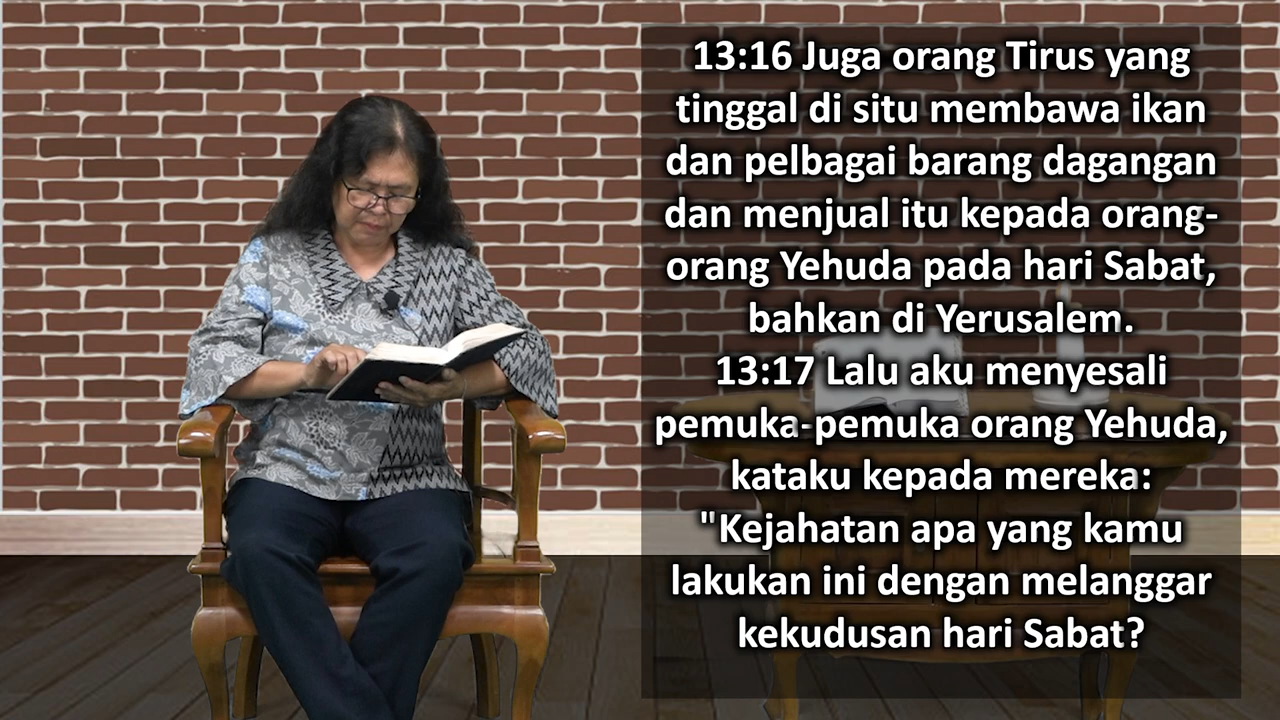 13:16 Juga orang Tirus yang
tinggal di situ membawa ikan
dan pelbagai barang dagangan
dan menjual itu kepada orang-
orang Yehuda pada hari Sabat,
bahkan di Yerusalem.
13:17 Lalu aku menyesali
pemuka-pemuka orang Yehuda,
kataku kepada mereka:
"Kejahatan apa yang kamu
lakukan ini dengan melanggar
kekudusan hari Sabat?